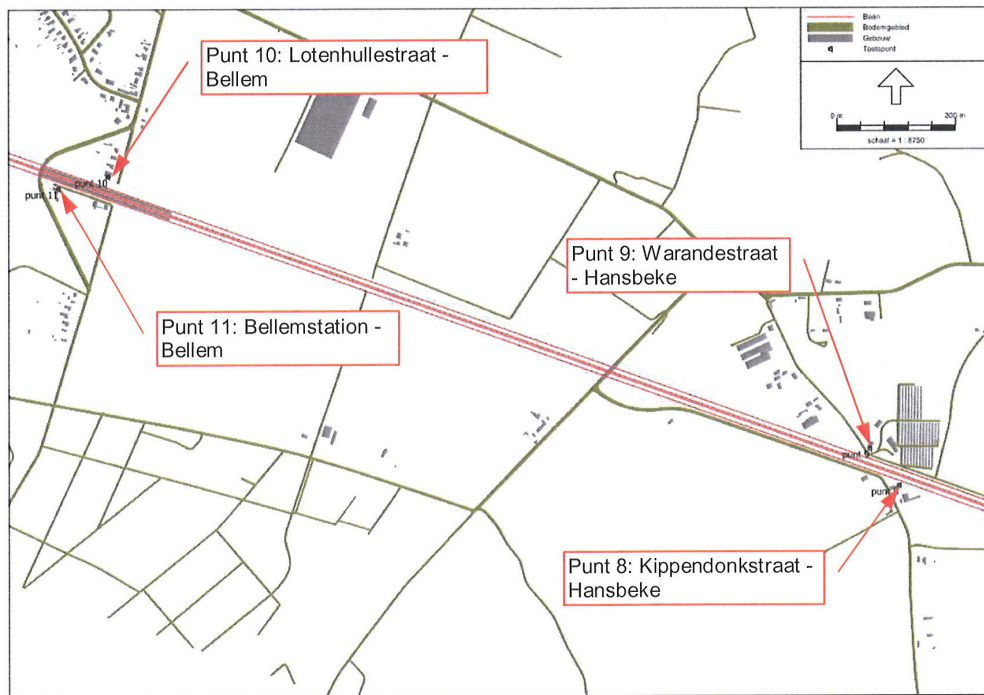 Baan
Bodemgebied
Gebouw
Toetspunt
0 m 300 m
schaal = 1 : 8750
Punt 10: Lotenhullestraat -
Bellem
punt 10
punt 11
Punt 11: Bellemstation -
Bellem
Punt 9: Warandestraat
- Hansbeke
punt 9
punt
Punt 8: Kippendonkstraat -
Hansbeke